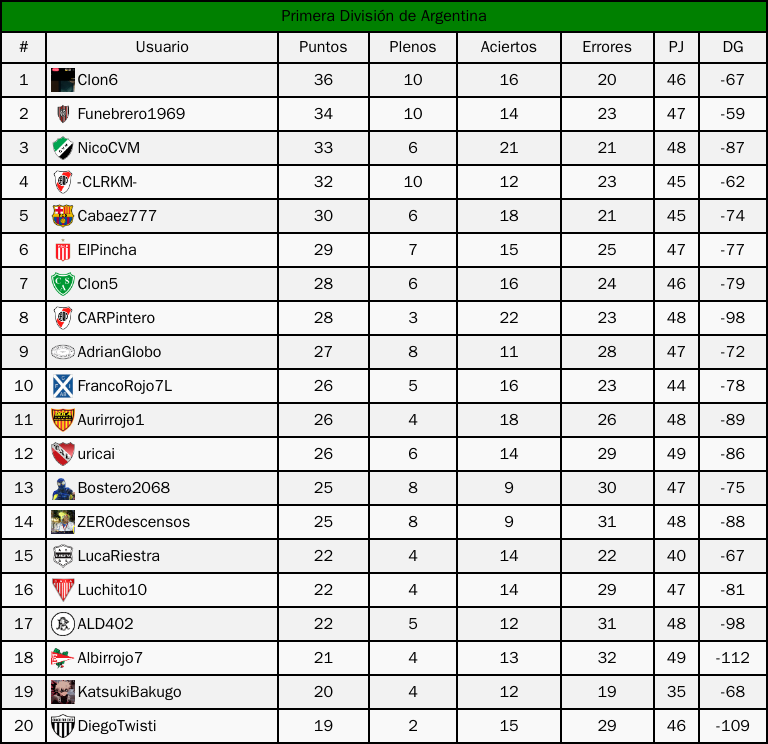 Primera División de Argentina
# Usuario Puntos Plenos Aciertos Errores PJ DG
1 Clon6 36 10 16 20 46 -67
2 Funebrero1969 34 10 14 23 47 -59
3 NicoCVM 33 6 21 21 48 -87
4 -CLRKM- 32 10 12 23 45 -62
5 Cabaez777 30 6 18 21 45 -74
6 ElPincha 29 7 15 25 47 -77
7 Clon5 28 6 16 24 46 -79
8 CARPintero 28 3 22 23 48 -98
9 AdrianGlobo 27 8 11 28 47 -72
10 FrancoRojo7L 26 5 16 23 44 -78
11 Aurirrojo1 26 4 18 26 48 -89
12 uricai 26 6 14 29 49 -86
13 Bostero2068 25 8 9 30 47 -75
14 ZER0descensos 25 8 9 31 48 -88
15 LucaRiestra 22 4 14 22 40 -67
16 Luchito10 22 4 14 29 47 -81
17 ALD402 22 5 12 31 48 -98
18 Albirrojo7 21 4 13 32 49 -112
19 KatsukiBakugo 20 4 12 19 35 -68
20 DiegoTwisti 19 2 15 29 46 -109